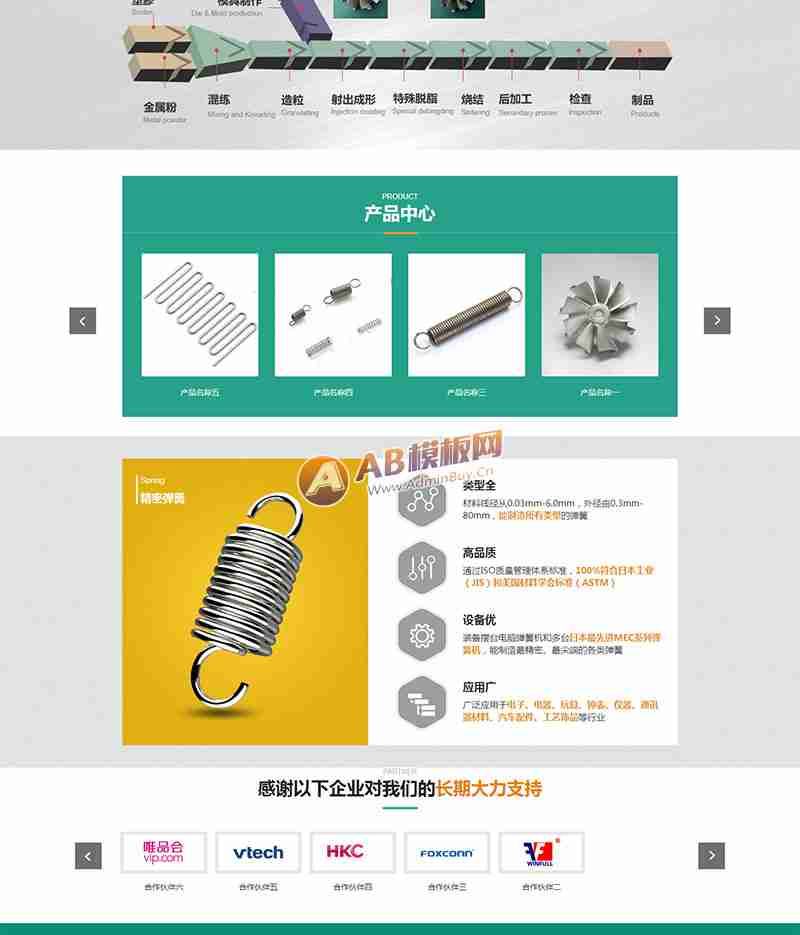 塑胶
Binder
模具制作
Die & Mold production
金属粉
Metal powder
混练
Mixing and Kneading
造粒
Granulating
射出成形
Injection molding
特殊脱脂
Special debingding
烧结
Sintering
后加工
Senondary proces
检查
Inspuction
制品
Products
PRODUCT
产品中心
产品名称五
产品名称四
产品名称三
产品名称一
AB模板网
Www.AdminBuy.Cn
Spring
精密弹簧
类型全
材料线径从0.03mm-6.0mm，外径由0.3mm-
80mm，能制造所有类型的弹簧
高品质
通过ISO质量管理体系标准，100%符合日本工业
（JIS）和美国材料学会标准（ASTM）
设备优
装备摆台电脑弹簧机和多台日本最先进MEC系列弹
簧机，能制造最精密、最尖端的各类弹簧
应用广
广泛应用于电子、电器、玩具、钟表、仪器、通讯
器材料、汽车配件、工艺饰品等行业
PARTNER
感谢以下企业对我们的长期大力支持
唯品会
vip.com
vtech
HKC
FOXCONN
WINFULL
合作伙伴六
合作伙伴五
合作伙伴四
合作伙伴三
合作伙伴二